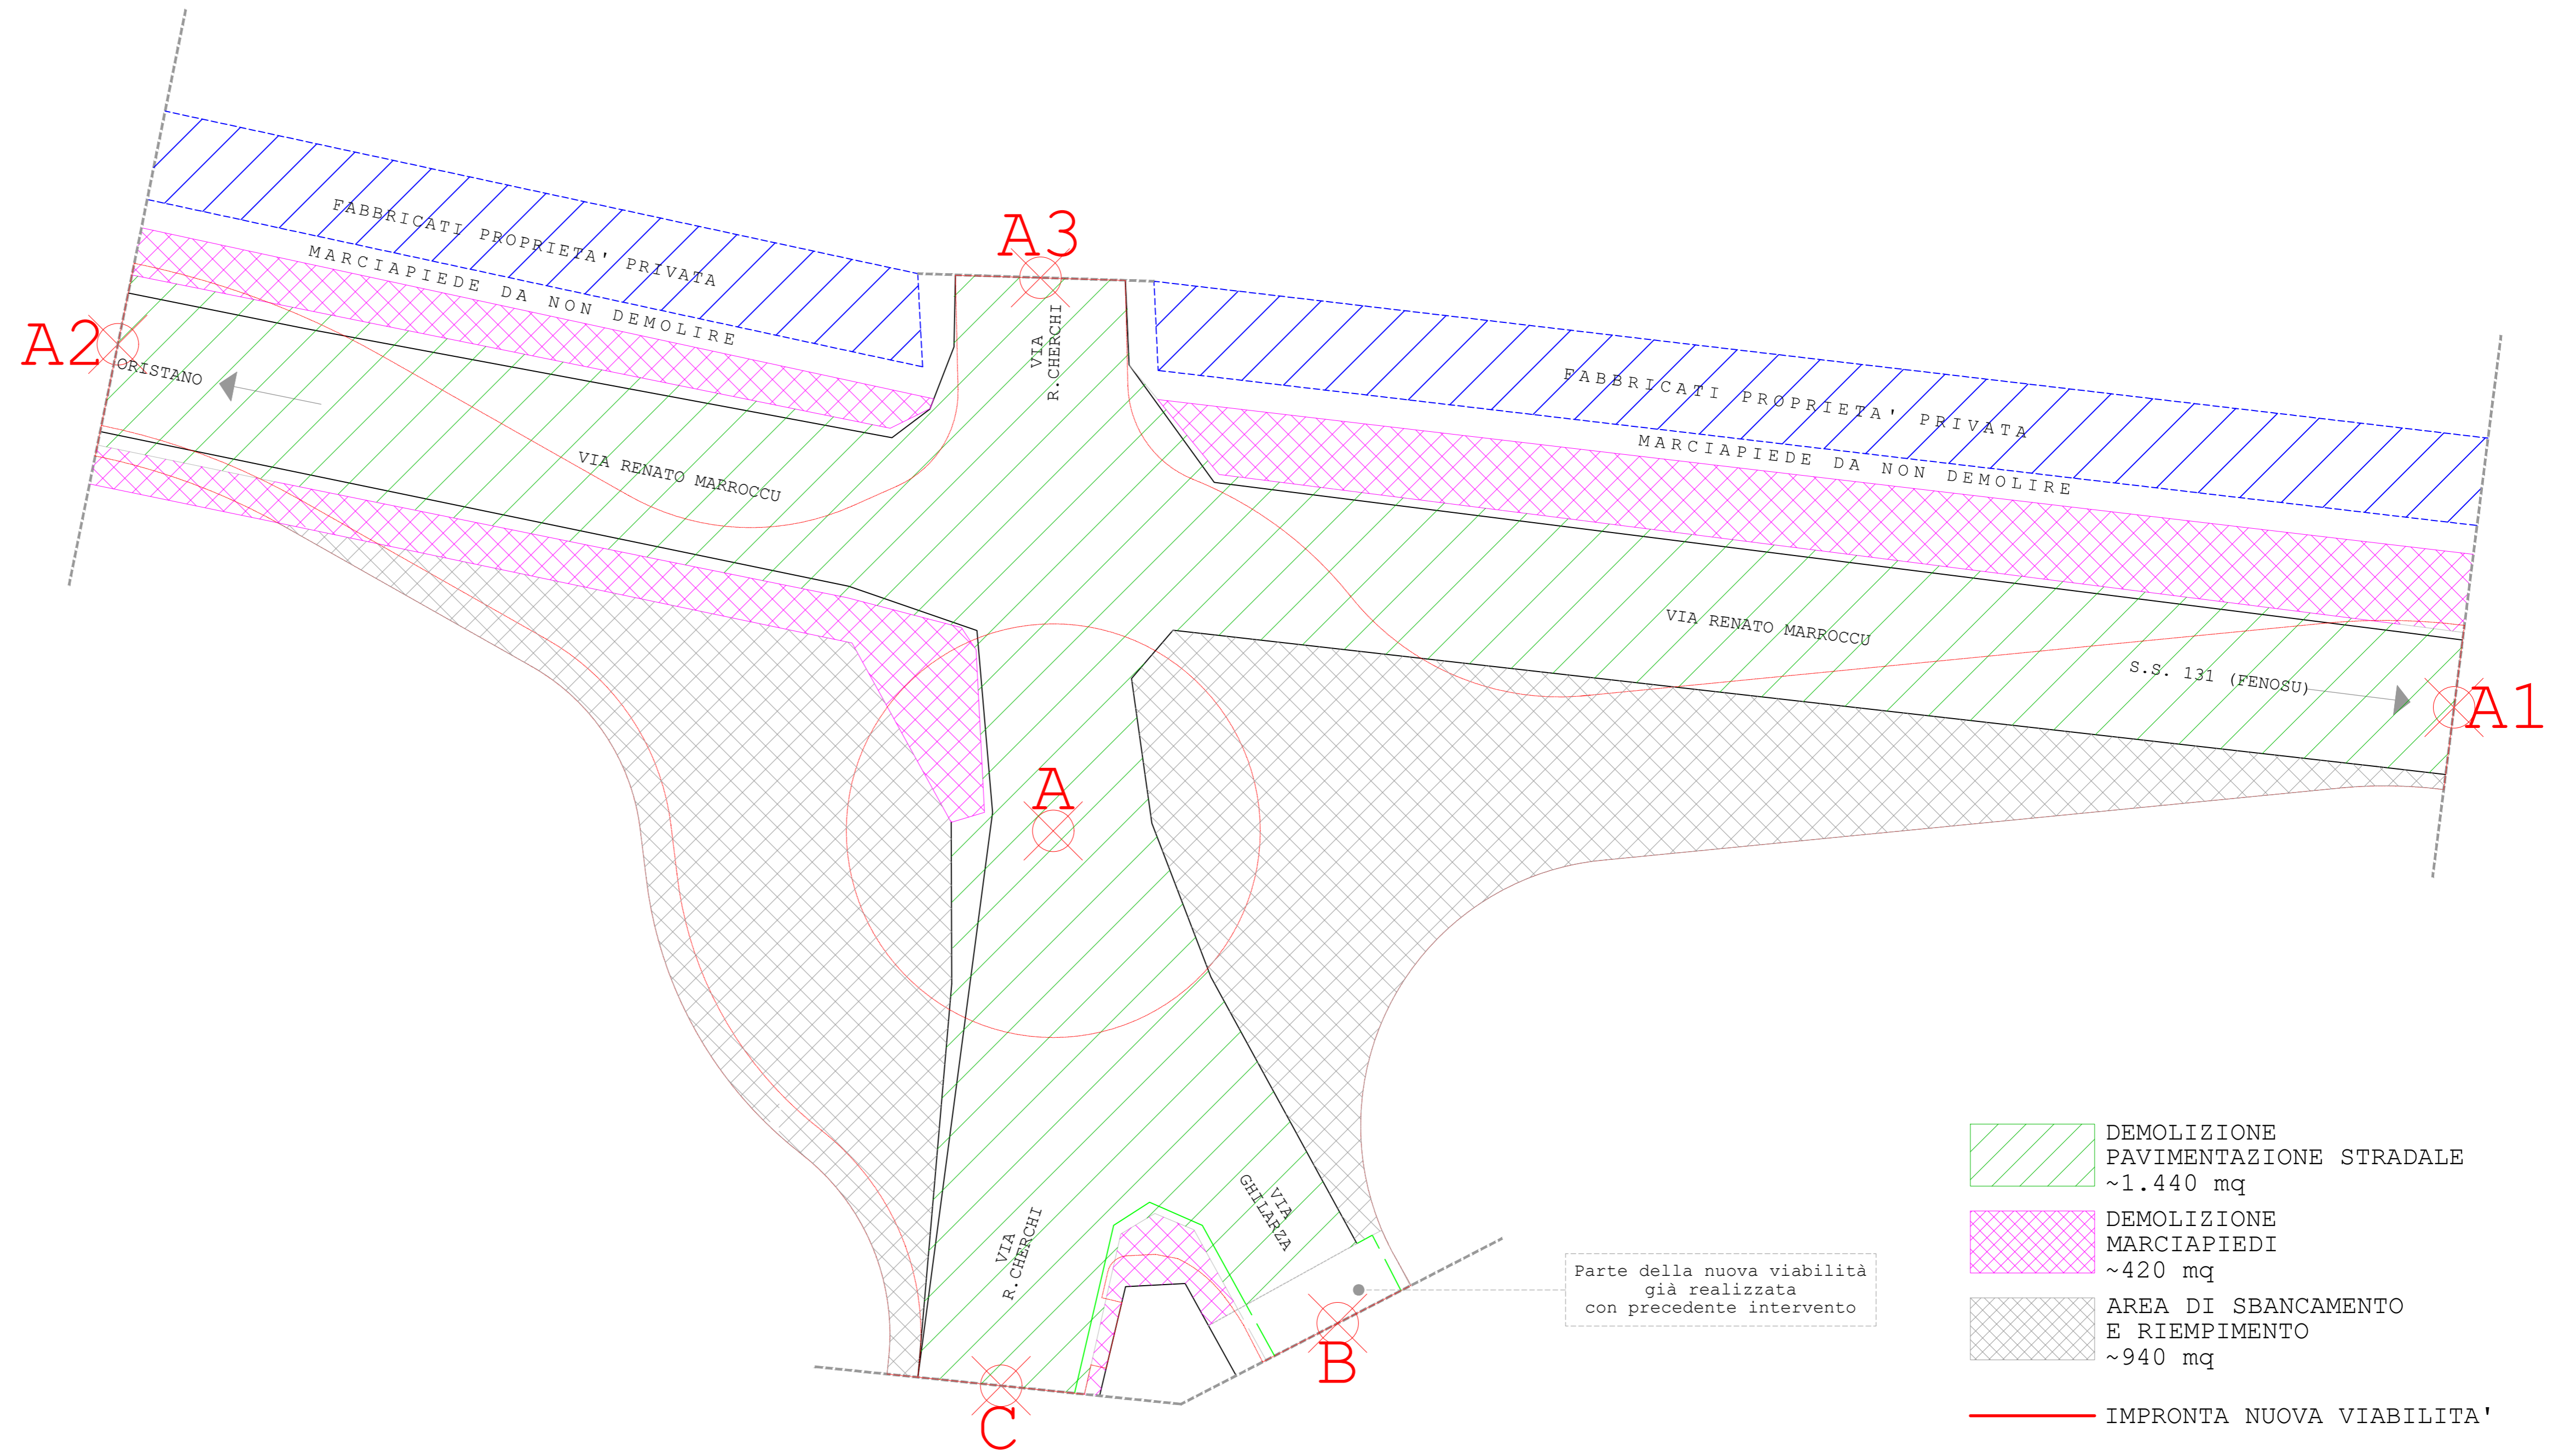 A3
FABBRICATI PROPRIETA' PRIVATA
MARCIAPIEDE DA NON DEMOLIRE
VIA
R.CHERCHI
A2
ORISTANO
FABBRICATI PROPRIETA' PRIVATA
MARCIAPIEDE DA NON DEMOLIRE
VIA RENATO MARROCCU
VIA RENATO MARROCCU
S.S. 131 (FENOSU)
A1
A
VIA
GHILARZA
VIA
R.CHERCHI
Parte della nuova viabilità
già realizzata
con precedente intervento
B
C
DEMOLIZIONE
PAVIMENTAZIONE STRADALE
~1.440 mq
DEMOLIZIONE
MARCIAPIEDI
~420 mq
AREA DI SBANCAMENTO
E RIEMPIMENTO
~940 mq
IMPRONTA NUOVA VIABILITA'